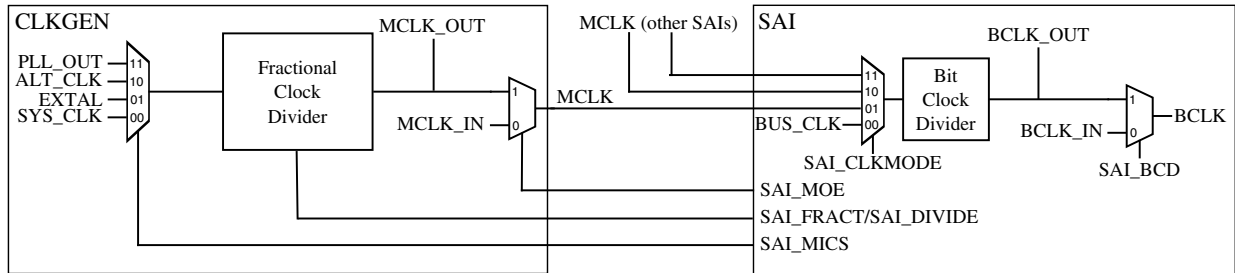 CLKGEN
PLL_OUT
ALT_CLK
EXTAL
SYS_CLK
11
10
01
00
Fractional
Clock
Divider
MCLK_OUT
MCLK_IN
1
0
MCLK
MCLK (other SAIs)
SAI
BUS_CLK
11
10
01
00
SAI_CLKMODE
Bit
Clock
Divider
BCLK_OUT
BCLK_IN
1
0
BCLK
SAI_BCD
SAI_MOE
SAI_FRACT/SAI_DIVIDE
SAI_MICS